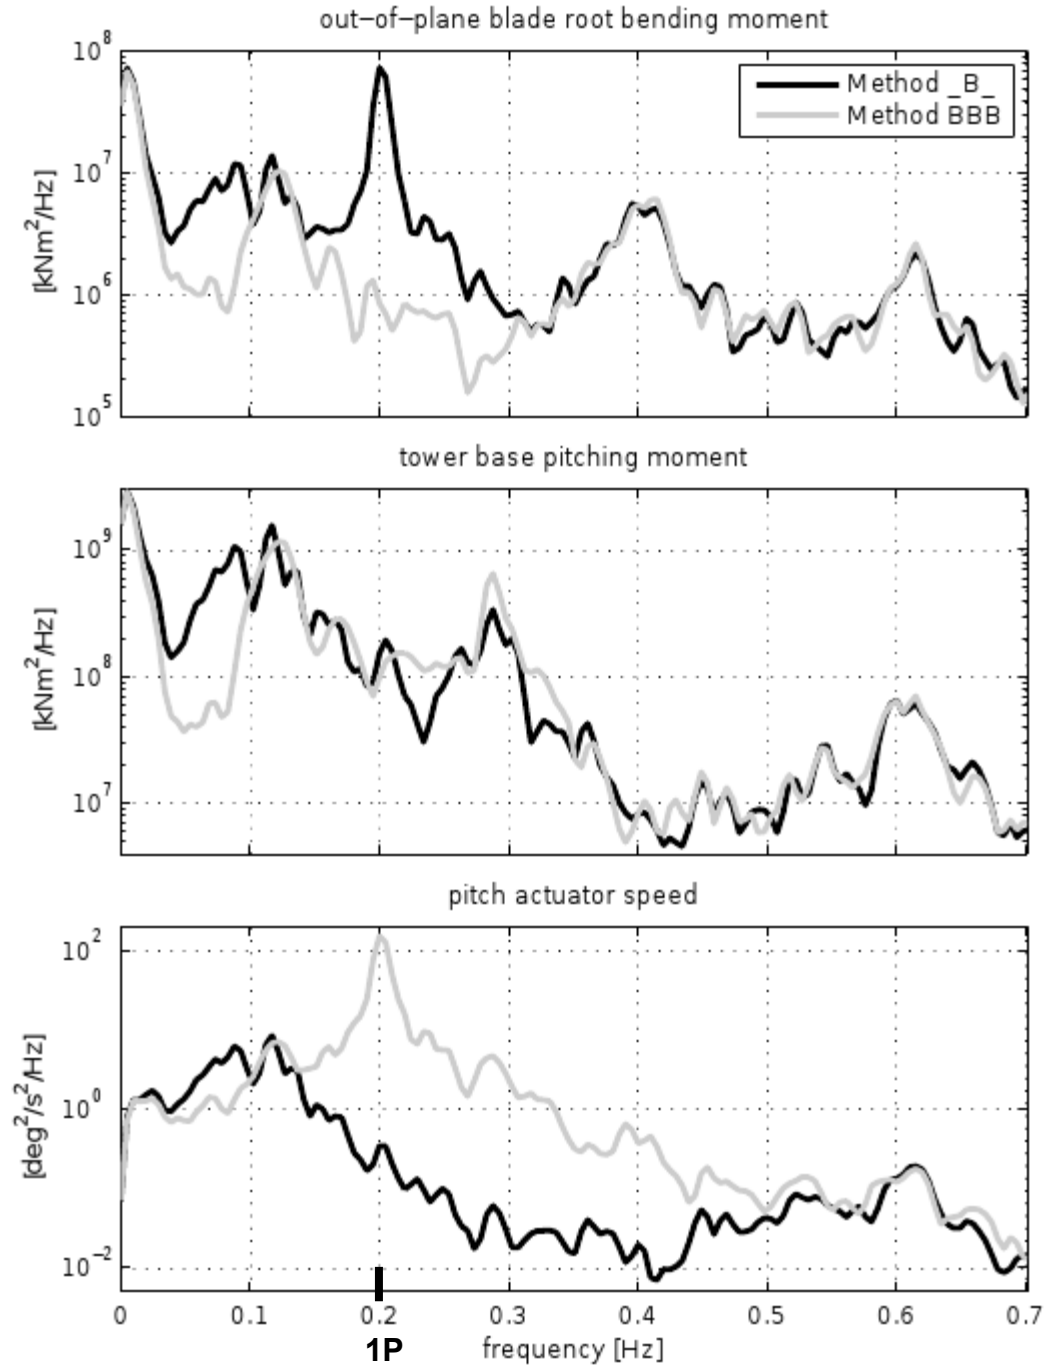 out−of−plane blade root bending moment
10^8
10^7
10^6
10^5
[kNm^2/Hz]
Method _B_
Method BBB
tower base pitching moment
10^9
10^8
10^7
[kNm^2/Hz]
pitch actuator speed
10^2
10^0
10^−2
[deg^2/s^2/Hz]
0 0.1 0.2 0.3 0.4 0.5 0.6 0.7
1P
frequency [Hz]